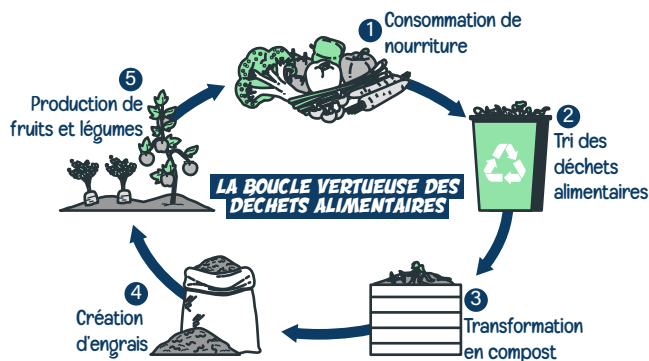 1 Consommation de
nourriture
2
Tri des
déchets
alimentaires
3
Transformation
en compost
4
Création
d'engrais
5
Production de
fruits et légumes
LA BOUCLE VERTUEUSE DES
DÉCHETS ALIMENTAIRES